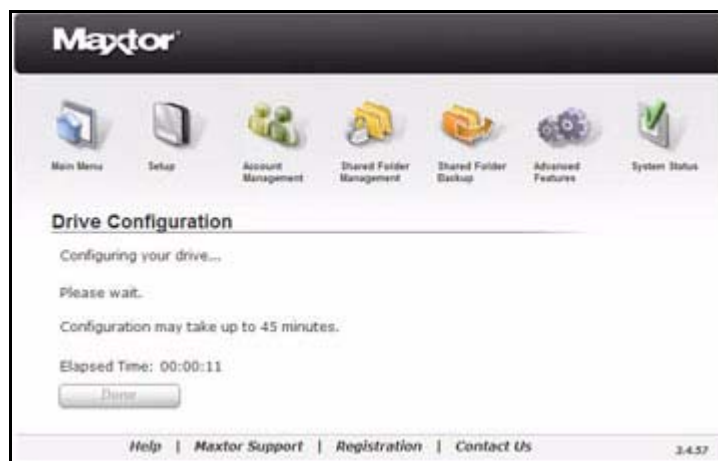 Maxtor
Main Menu
Setup
Account
Management
Shared Folder
Management
Shared Folder
Backup
Advanced
Features
System Status
Drive Configuration
Configuring your drive...
Please wait.
Configuration may take up to 45 minutes.
Elapsed Time: 00:00:11
Done
Help | Maxtor Support | Registration | Contact Us
3.4.57